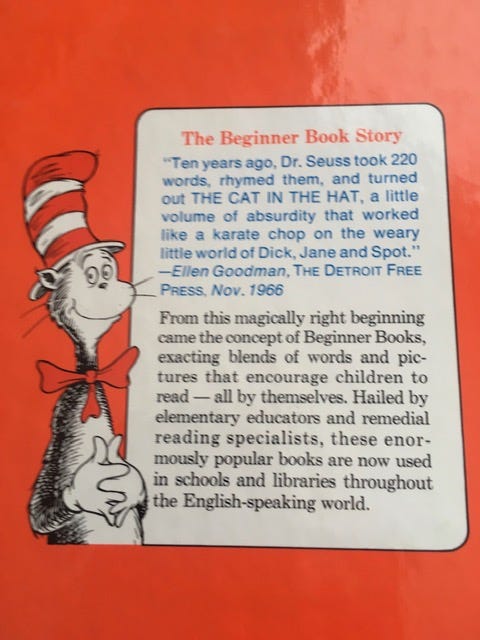 The Beginner Book Story
"Ten years ago, Dr. Seuss took 220
words, rhymed them, and turned
out THE CAT IN THE HAT, a little
volume of absurdity that worked
like a karate chop on the weary
little world of Dick, Jane and Spot."
—Ellen Goodman, THE DETROIT FREE
PRESS, Nov. 1966
From this magically right beginning
came the concept of Beginner Books,
exacting blends of words and pic-
tures that encourage children to
read — all by themselves. Hailed by
elementary educators and remedial
reading specialists, these enor-
mously popular books are now used
in schools and libraries throughout
the English-speaking world.